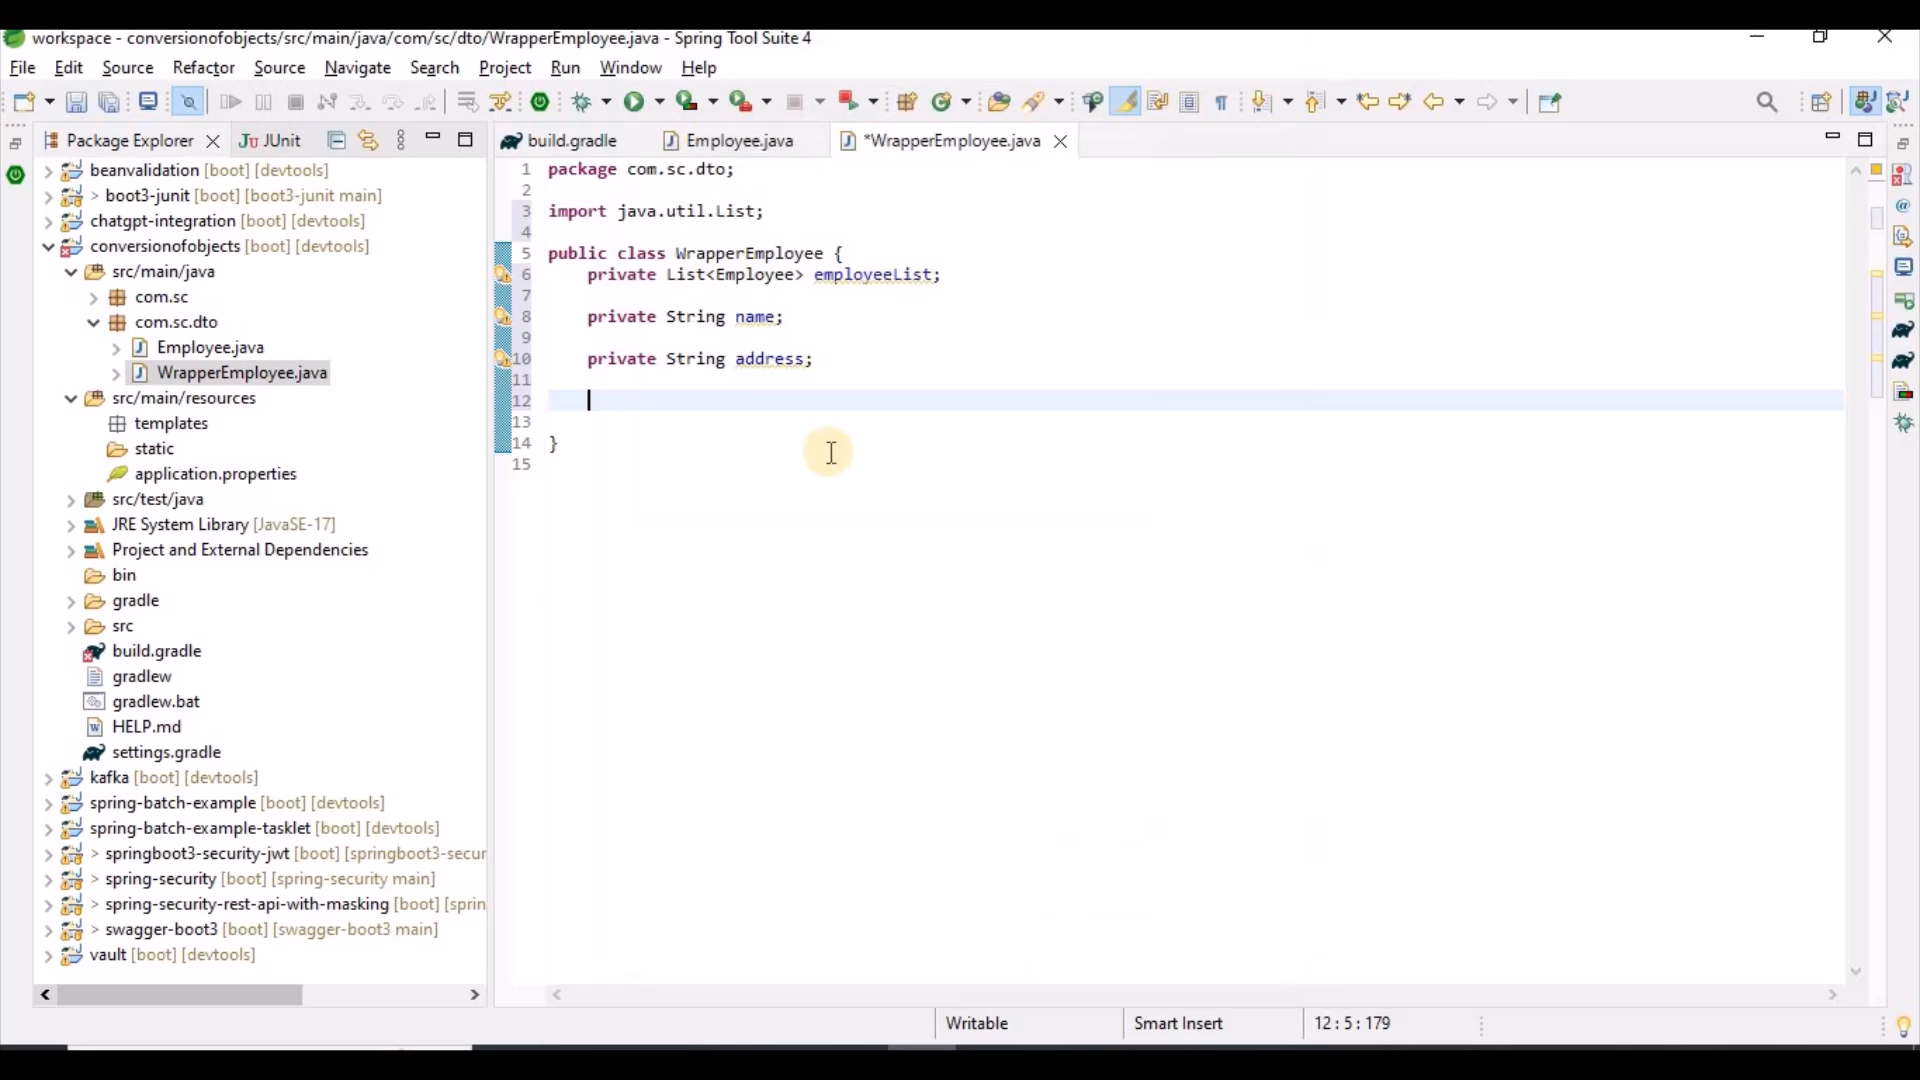 workspace - conversionofobjects/src/main/java/com/sc/dto/WrapperEmployee.java - Spring Tool Suite 4
File Edit Source Refactor Source Navigate Search Project Run Window Help
Package Explorer JUnit
build.gradle Employee.java *WrapperEmployee.java
beanvalidation [boot] [devtools]
> boot3-junit [boot] [boot3-junit main]
chatgpt-integration [boot] [devtools]
conversionofobjects [boot] [devtools]
src/main/java
com.sc
com.sc.dto
Employee.java
WrapperEmployee.java
src/main/resources
templates
static
application.properties
src/test/java
JRE System Library [JavaSE-17]
Project and External Dependencies
bin
gradle
src
build.gradle
gradlew
gradlew.bat
HELP.md
settings.gradle
kafka [boot] [devtools]
spring-batch-example [boot] [devtools]
spring-batch-example-tasklet [boot] [devtools]
> springboot3-security-jwt [boot] [springboot3-secur
> spring-security [boot] [spring-security main]
> spring-security-rest-api-with-masking [boot] [sprin
> swagger-boot3 [boot] [swagger-boot3 main]
vault [boot] [devtools]
1 package com.sc.dto;
2
3 import java.util.List;
4
5 public class WrapperEmployee {
6 private List<Employee> employeeList;
7
8 private String name;
9
10 private String address;
11
12
13
14 }
15
Writable Smart Insert 12 : 5 : 179